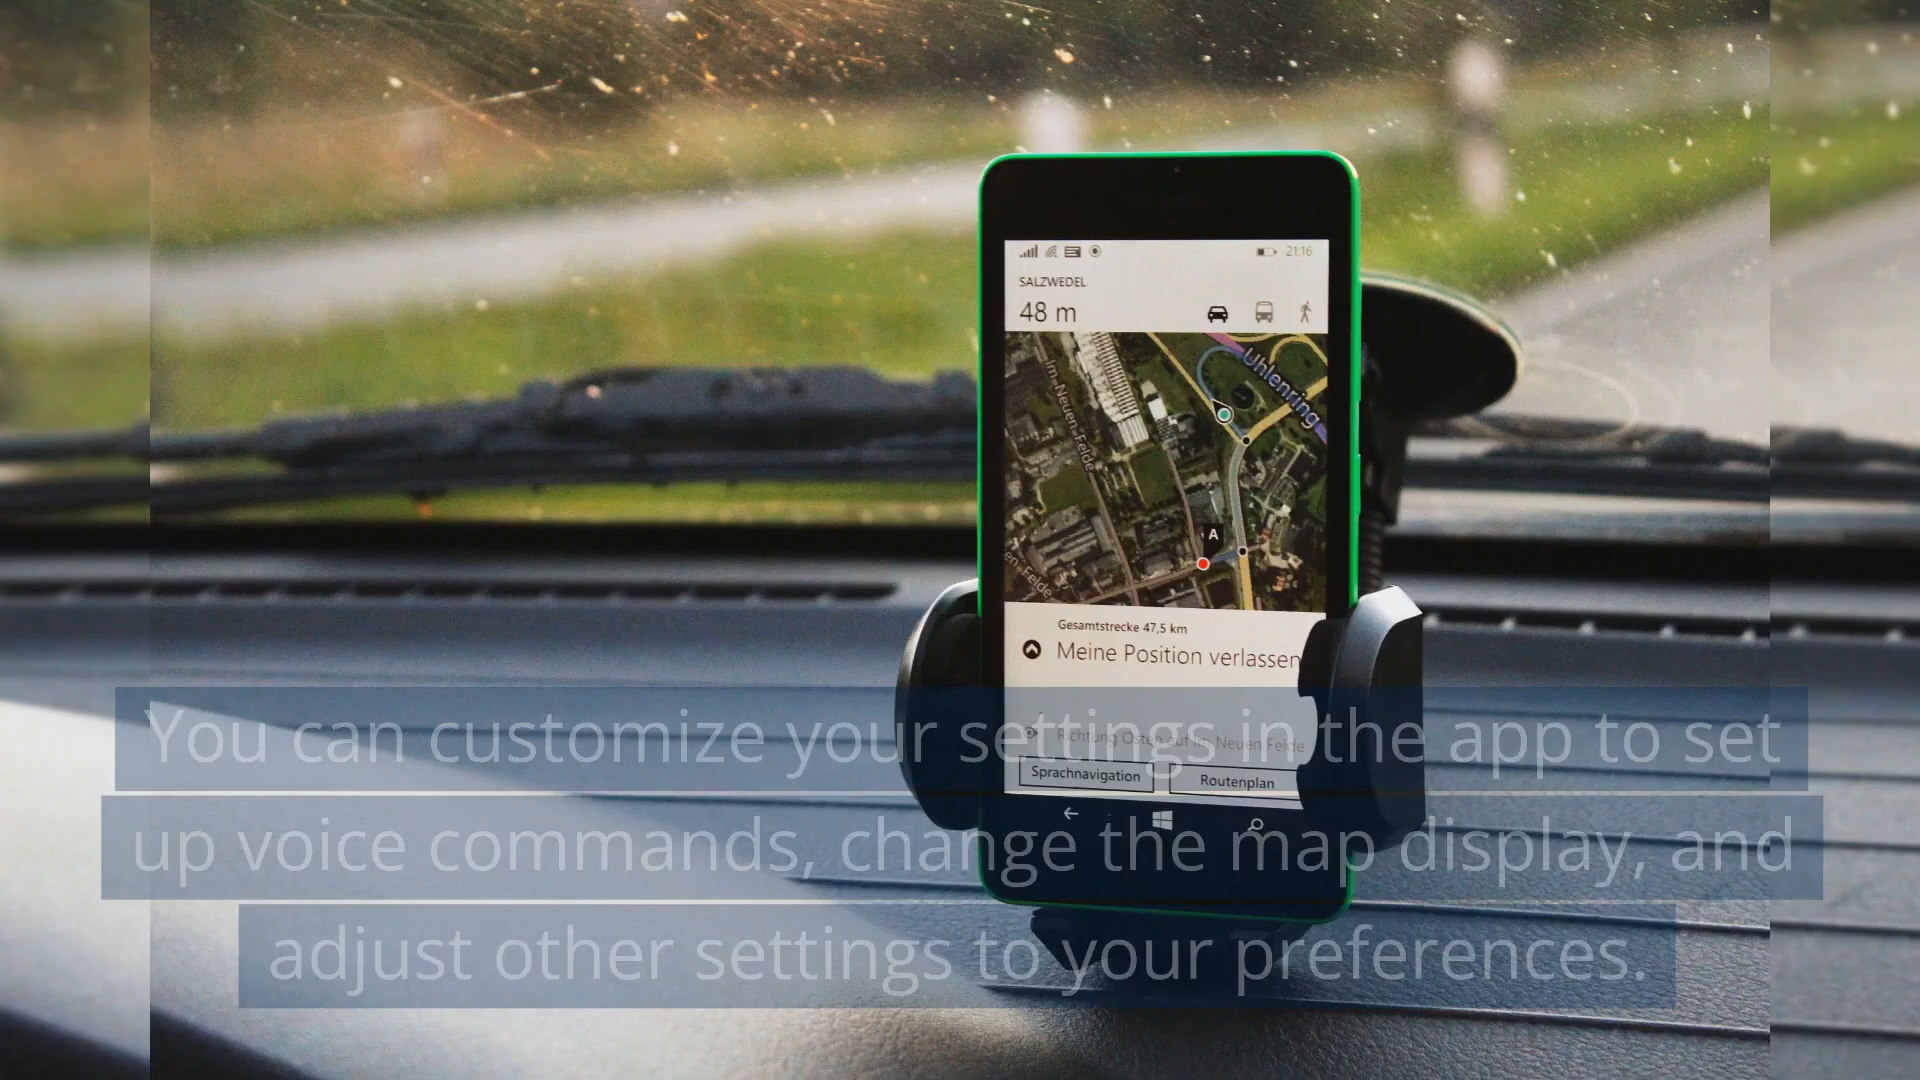 21:16
SALZWEDEL
48 m
Uhlenring
Im-Neuen-Felde
A
en-Felde
Gesamtstrecke 47,5 km
Meine Position verlassen
Richtung Osten auf Im Neuen Felde
Sprachnavigation
Routenplan
You can customize your settings in the app to set
up voice commands, change the map display, and
adjust other settings to your preferences.